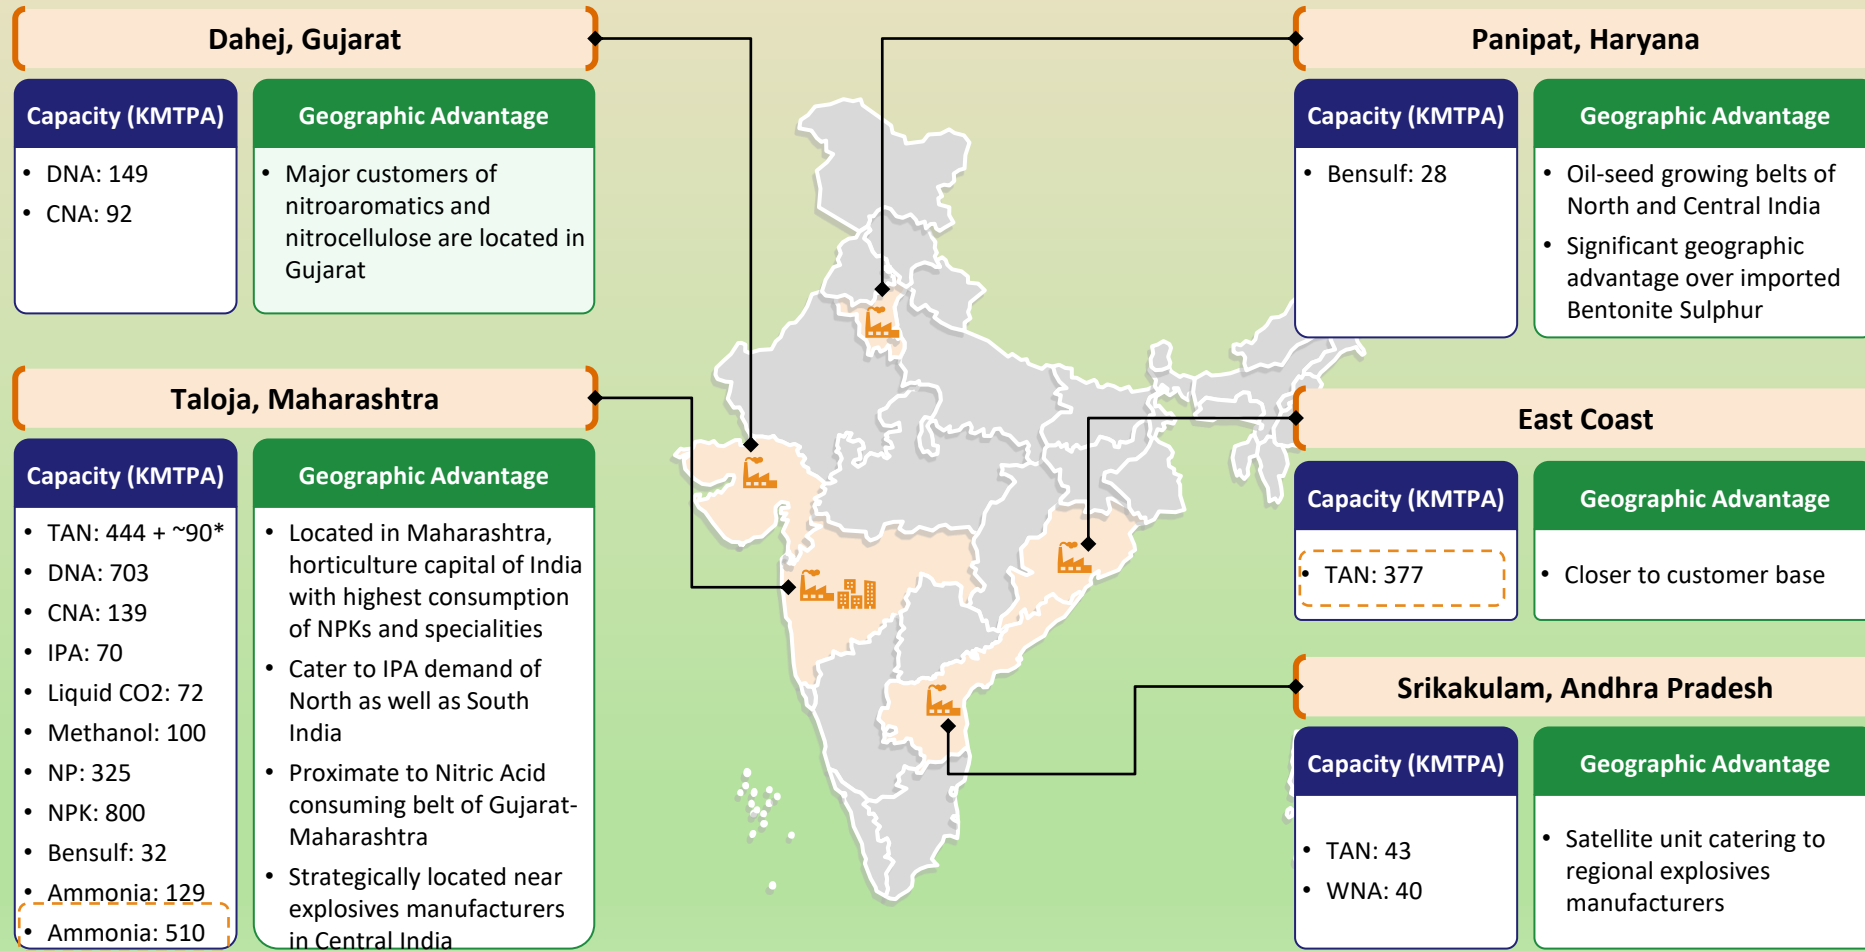 Dahej, Gujarat
Capacity (KMTPA)
• DNA: 149
• CNA: 92
Geographic Advantage
• Major customers of
nitroaromatics and
nitrocellulose are located in
Gujarat
Taloja, Maharashtra
Capacity (KMTPA)
• TAN: 444 + ~90*
• DNA: 703
• CNA: 139
• IPA: 70
• Liquid CO2: 72
• Methanol: 100
• NP: 325
• NPK: 800
• Bensulf: 32
• Ammonia: 129
• Ammonia: 510
Geographic Advantage
• Located in Maharashtra,
horticulture capital of India
with highest consumption
of NPKs and specialities
• Cater to IPA demand of
North as well as South
India
• Proximate to Nitric Acid
consuming belt of Gujarat-
Maharashtra
• Strategically located near
explosives manufacturers
in Central India
Panipat, Haryana
Capacity (KMTPA)
• Bensulf: 28
Geographic Advantage
• Oil-seed growing belts of
North and Central India
• Significant geographic
advantage over imported
Bentonite Sulphur
East Coast
Capacity (KMTPA)
• TAN: 377
Geographic Advantage
• Closer to customer base
Srikakulam, Andhra Pradesh
Capacity (KMTPA)
• TAN: 43
• WNA: 40
Geographic Advantage
• Satellite unit catering to
regional explosives
manufacturers